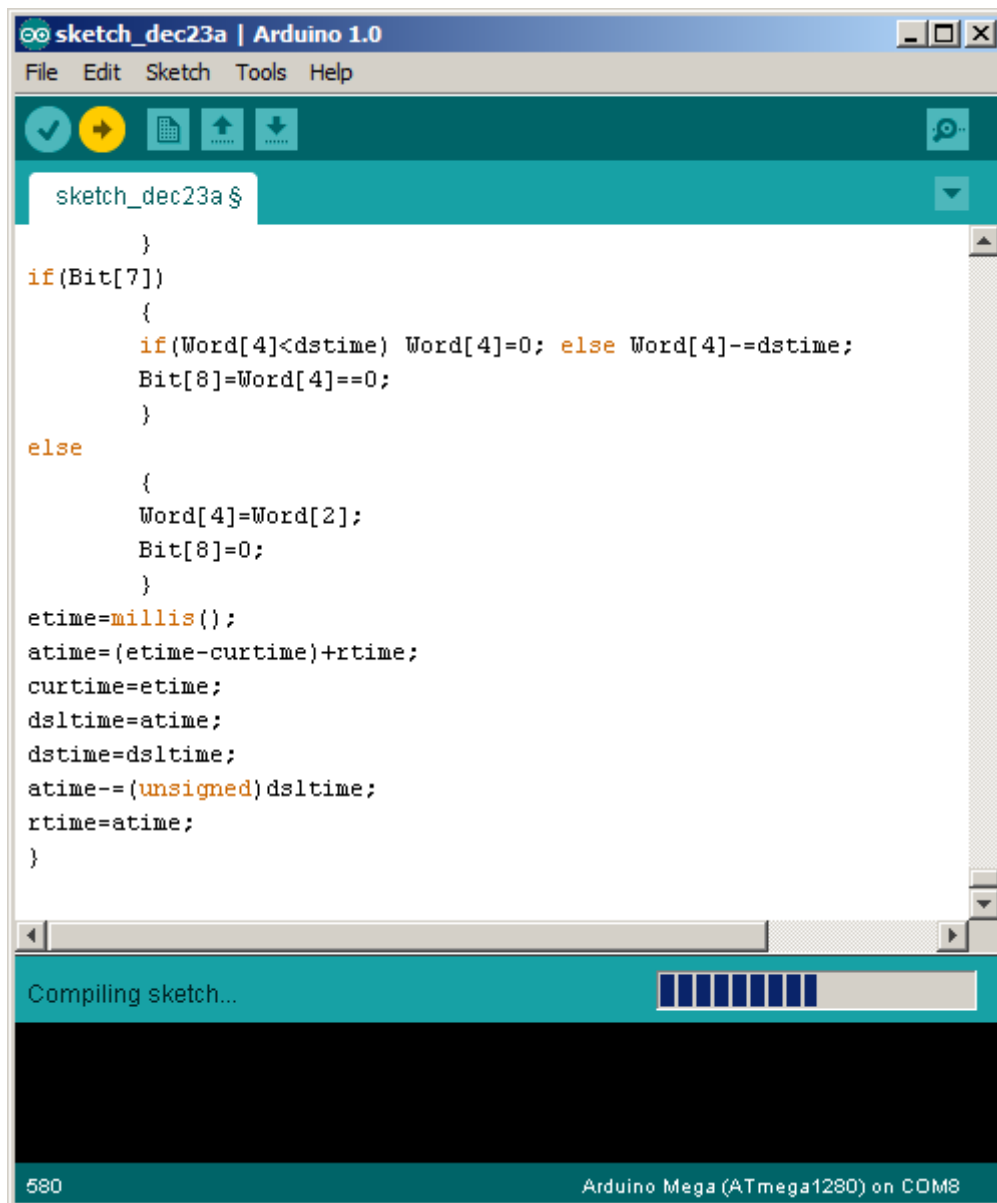 sketch_dec23a | Arduino 1.0
File Edit Sketch Tools Help
sketch_dec23a §
        }
if(Bit[7])
        {
        if(Word[4]<dstime) Word[4]=0; else Word[4]-=dstime;
        Bit[8]=Word[4]==0;
        }
else
        {
        Word[4]=Word[2];
        Bit[8]=0;
        }
etime=millis();
atime=(etime-curtime)+rtime;
curtime=etime;
dsltime=atime;
dstime=dsltime;
atime-=(unsigned)dsltime;
rtime=atime;
}
Compiling sketch...
580 Arduino Mega (ATmega1280) on COM8